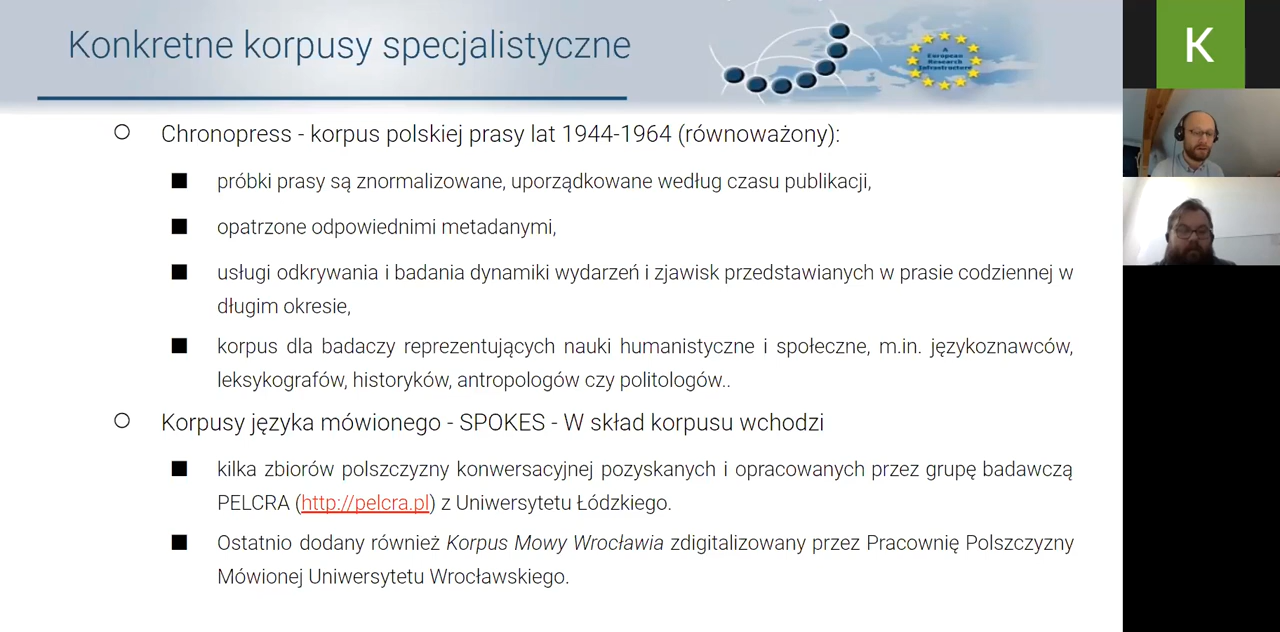 Konkretne korpusy specjalistyczne
A
European
Research
Infrastructure
K
Chronopress - korpus polskiej prasy lat 1944-1964 (równoważony):
próbki prasy są znormalizowane, uporządkowane według czasu publikacji,
opatrzone odpowiednimi metadanymi,
usługi odkrywania i badania dynamiki wydarzeń i zjawisk przedstawianych w prasie codziennej w
długim okresie,
korpus dla badaczy reprezentujących nauki humanistyczne i społeczne, m.in. językoznawców,
leksykografów, historyków, antropologów czy politologów..
Korpusy języka mówionego - SPOKES - W skład korpusu wchodzi
kilka zbiorów polszczyzny konwersacyjnej pozyskanych i opracowanych przez grupę badawczą
PELCRA (http://pelcra.pl) z Uniwersytetu Łódzkiego.
Ostatnio dodany również Korpus Mowy Wrocławia zdigitalizowany przez Pracownię Polszczyzny
Mówionej Uniwersytetu Wrocławskiego.